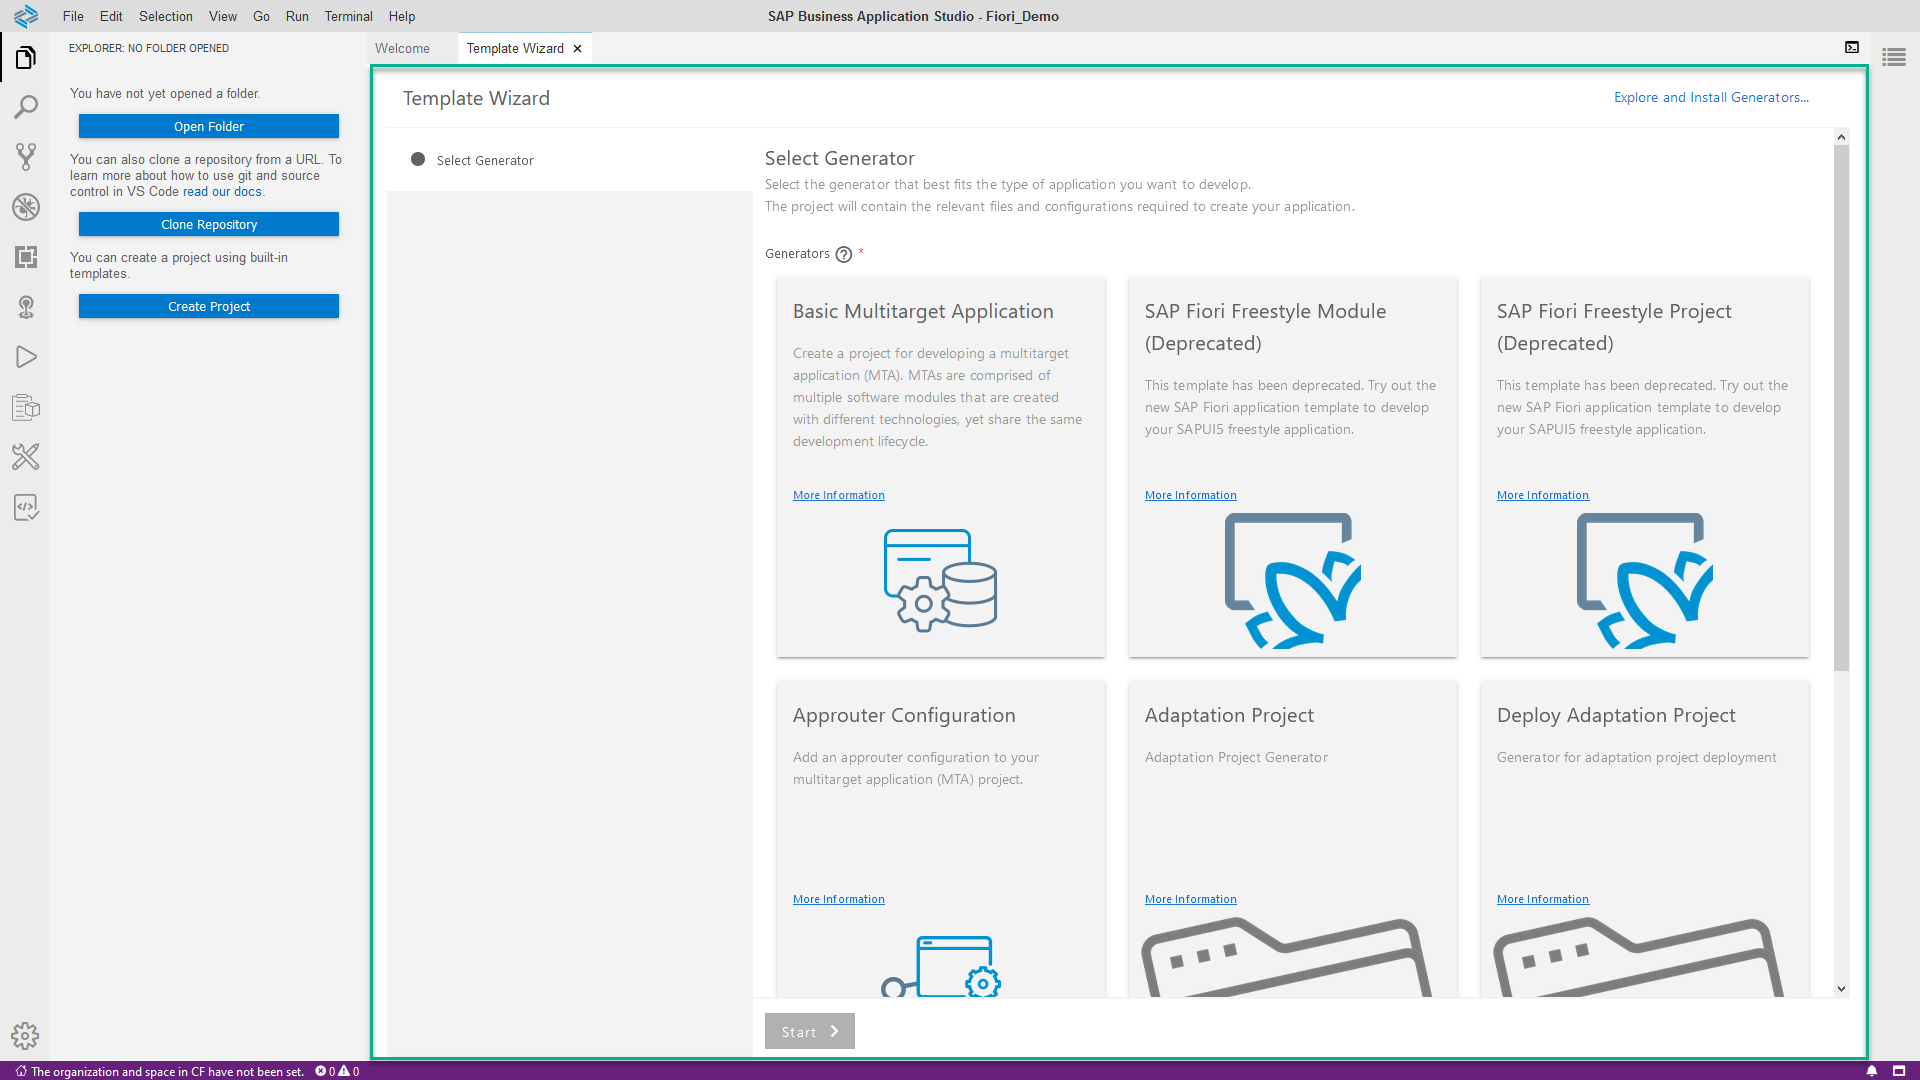 File Edit Selection View Go Run Terminal Help
SAP Business Application Studio - Fiori_Demo
EXPLORER: NO FOLDER OPENED
You have not yet opened a folder.
Open Folder
You can also clone a repository from a URL. To
learn more about how to use git and source
control in VS Code read our docs.
Clone Repository
You can create a project using built-in
templates.
Create Project
Welcome
Template Wizard
Template Wizard
Explore and Install Generators...
Select Generator
Select Generator
Select the generator that best fits the type of application you want to develop.
The project will contain the relevant files and configurations required to create your application.
Generators ? *
Basic Multitarget Application
Create a project for developing a multitarget
application (MTA). MTAs are comprised of
multiple software modules that are created
with different technologies, yet share the same
development lifecycle.
More Information
SAP Fiori Freestyle Module
(Deprecated)
This template has been deprecated. Try out the
new SAP Fiori application template to develop
your SAPUI5 freestyle application.
More Information
SAP Fiori Freestyle Project
(Deprecated)
This template has been deprecated. Try out the
new SAP Fiori application template to develop
your SAPUI5 freestyle application.
More Information
Approuter Configuration
Add an approuter configuration to your
multitarget application (MTA) project.
More Information
Adaptation Project
Adaptation Project Generator
More Information
Deploy Adaptation Project
Generator for adaptation project deployment
More Information
Start
The organization and space in CF have not been set. 0 0